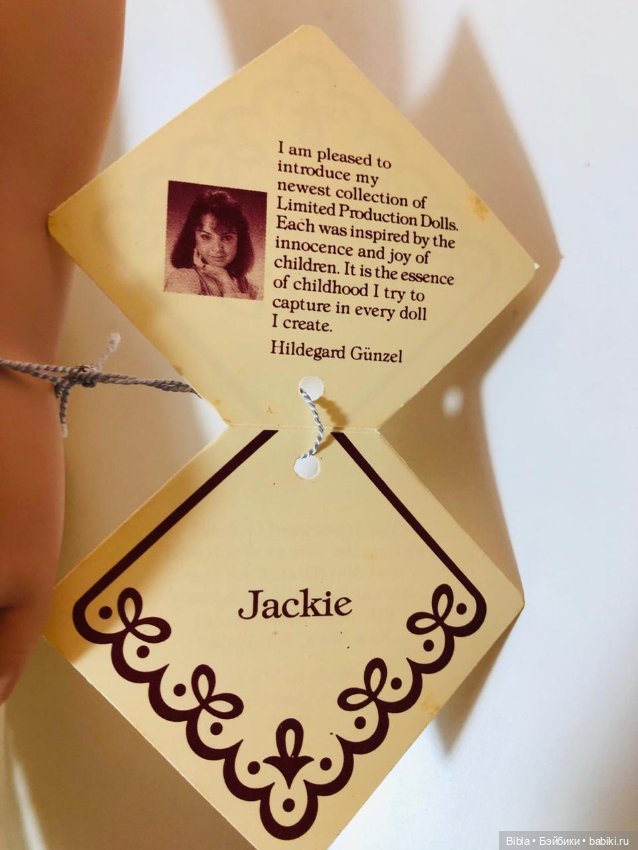 I am pleased to
introduce my
newest collection of
Limited Production Dolls.
Each was inspired by the
innocence and joy of
children. It is the essence
of childhood I try to
capture in every doll
I create.
Hildegard Günzel
Jackie
Bibla • Бэйбики • babiki.ru